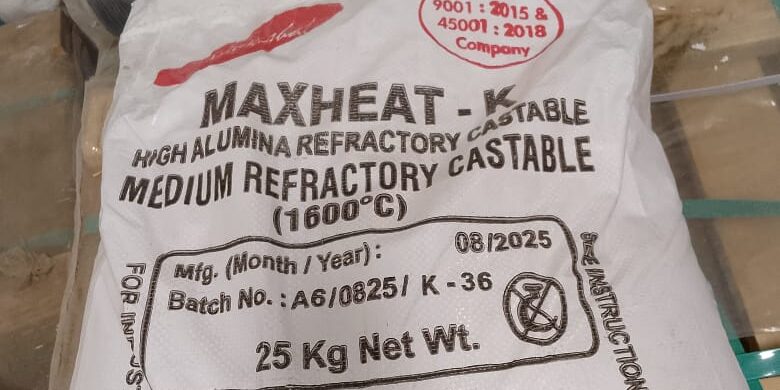 9001 : 2015 &
45001 : 2018
Company
MAXHEAT - K
HIGH ALUMINA REFRACTORY CASTABLE
MEDIUM REFRACTORY CASTABLE
(1600°C)
Mfg. (Month / Year) : 08/2025
Batch No. : A6/0825/ K - 36
25 Kg Net Wt.
FOR
INSTRUCTION